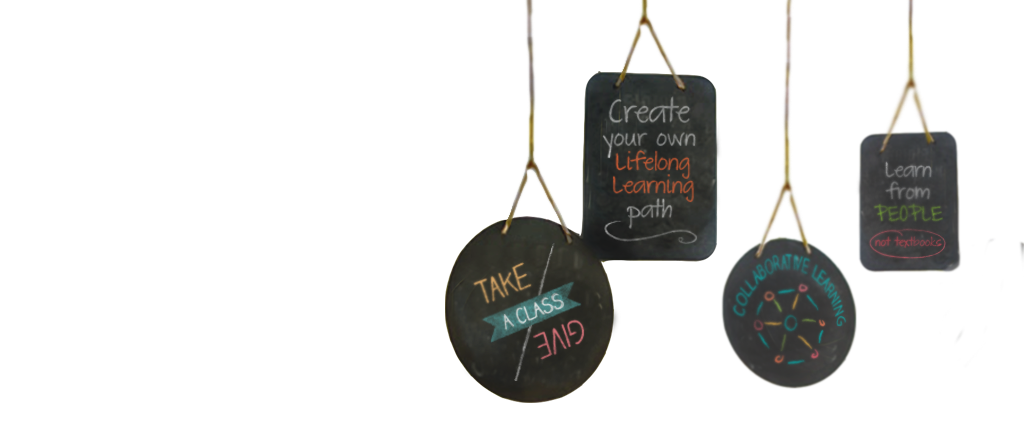 TAKE
A CLASS
GIVE
Create
your own
Lifelong
Learning
path
COLLABORATIVE LEARNING
Learn
from
PEOPLE
not textbooks